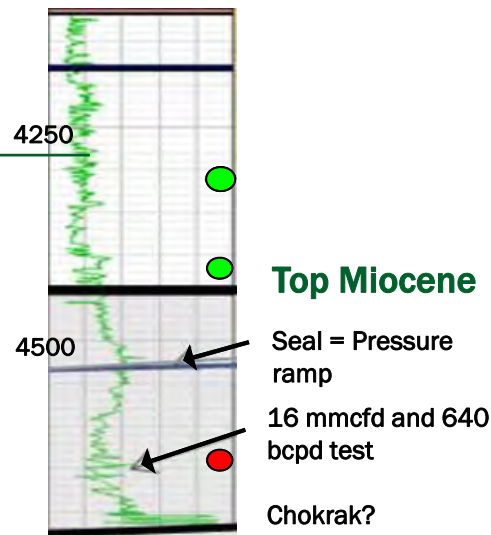 4250
Top Miocene
4500
Seal = Pressure
ramp
16 mmcfd and 640
bcpd test
Chokrak?